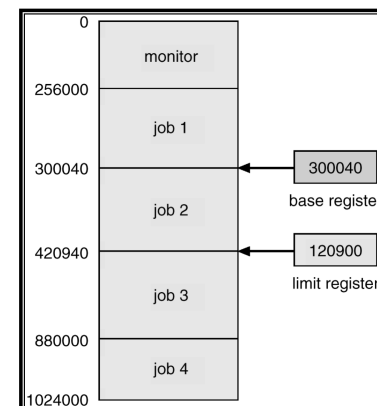 0
monitor
256000
job 1
300040
300040
base registe
job 2
420940
120900
limit register
job 3
880000
job 4
1024000